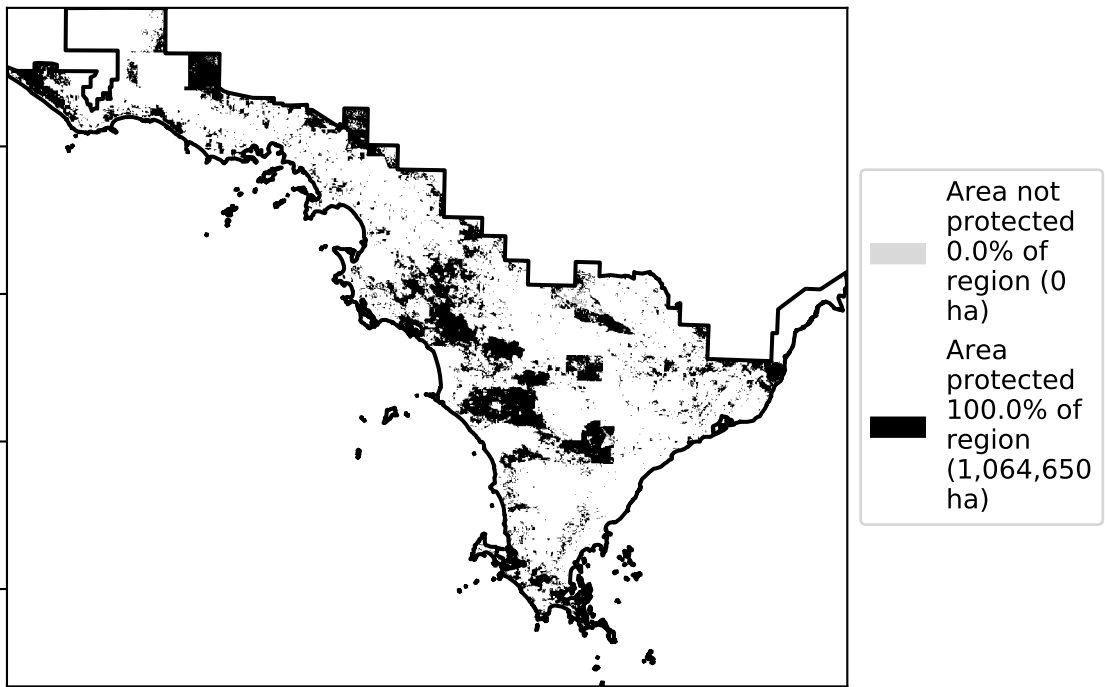 Area not
protected
0.0% of
region (0
ha)
Area
protected
100.0% of
region
(1,064,650
ha)